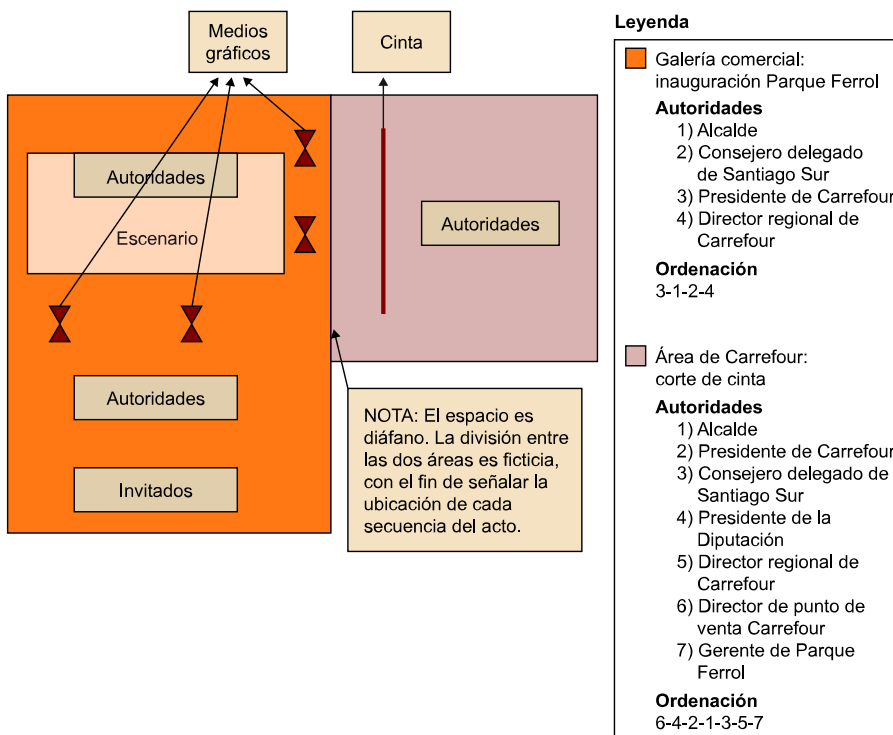 Medios
gráficos
Cinta
Autoridades
Escenario
Autoridades
Autoridades
Invitados
NOTA: El espacio es
diáfano. La división entre
las dos áreas es ficticia,
con el fin de señalar la
ubicación de cada
secuencia del acto.
Leyenda
Galería comercial:
inauguración Parque Ferrol
Autoridades
1) Alcalde
2) Consejero delegado
de Santiago Sur
3) Presidente de Carrefour
4) Director regional de
Carrefour
Ordenación
3-1-2-4
Área de Carrefour:
corte de cinta
Autoridades
1) Alcalde
2) Presidente de Carrefour
3) Consejero delegado de
Santiago Sur
4) Presidente de la
Diputación
5) Director regional de
Carrefour
6) Director de punto de
venta Carrefour
7) Gerente de Parque
Ferrol
Ordenación
6-4-2-1-3-5-7